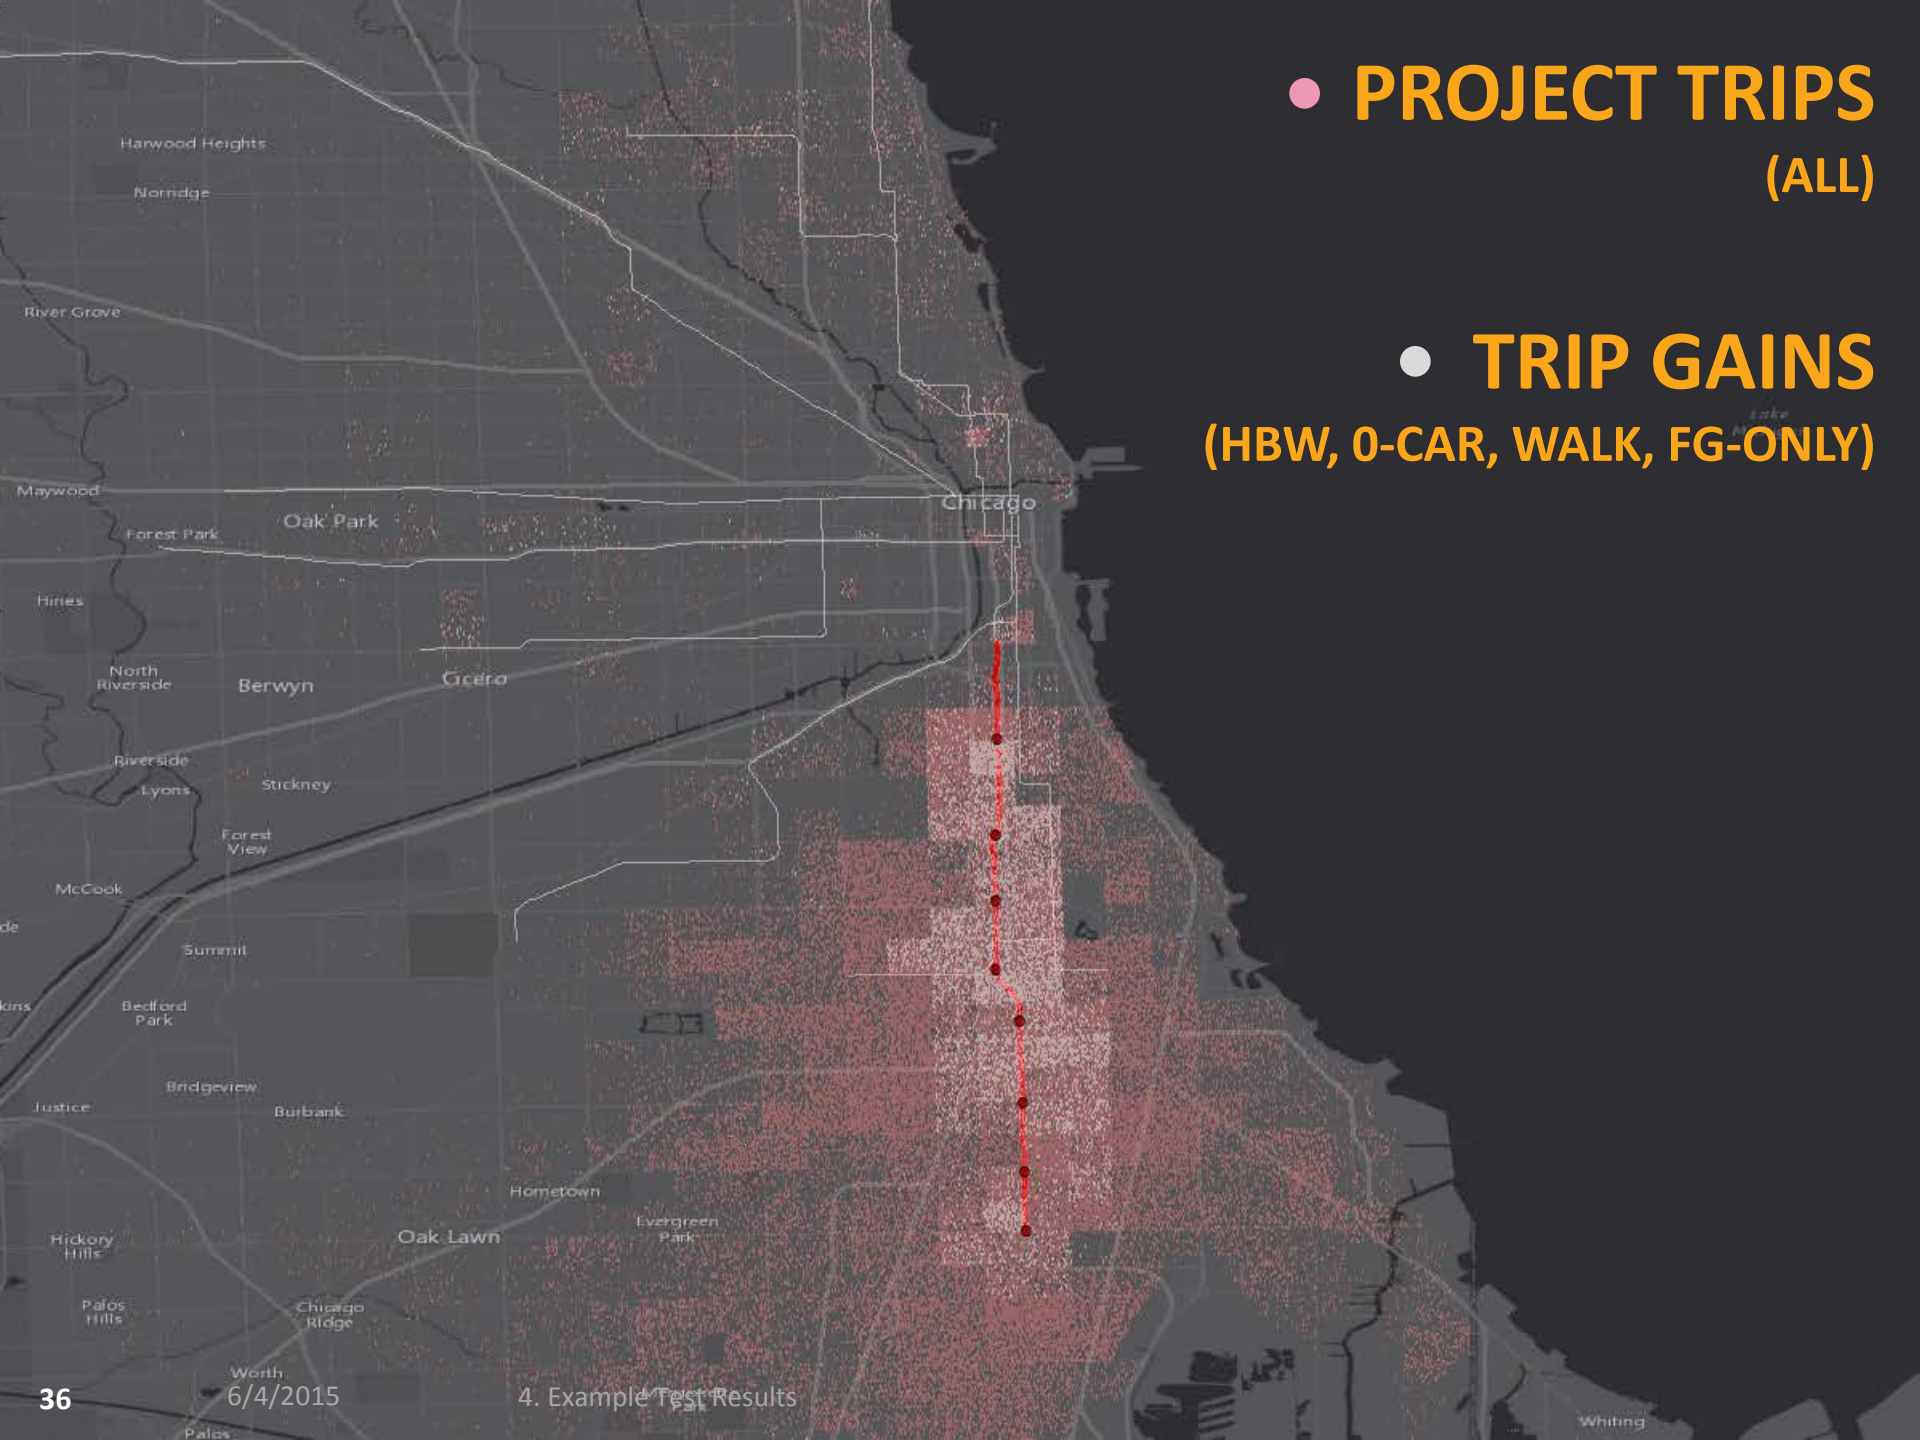 PROJECT TRIPS
(ALL)
TRIP GAINS
(HBW, 0-CAR, WALK, FG-ONLY)
Lake
Harwood Heights
Norridge
River Grove
Maywood
Oak Park
Forest Park
Chicago
Hines
North
Riverside
Berwyn
Cicero
Riverside
Lyons
Stickney
Forest
View
McCook
Summit
Bedford
Park
Bridgeview
Justice
Burbank
Hometown
Evergreen
Park
Oak Lawn
Hickory
Hills
Palos
Hills
Chicago
Ridge
Worth
Palos
Whiting
36
6/4/2015
4. Example Test Results
Park